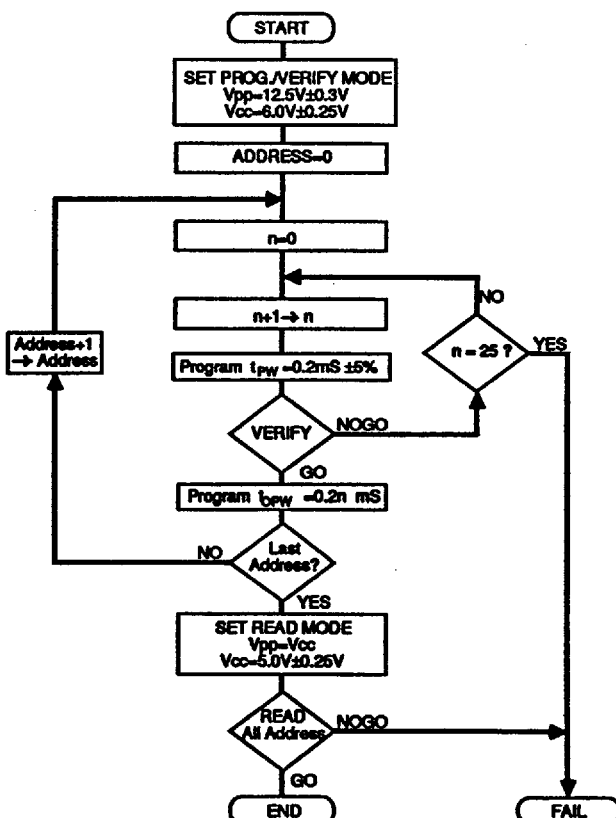 START
SET PROG./VERIFY MODE
Vpp=12.5V±0.3V
Vcc=6.0V±0.25V
ADDRESS=0
n=0
n+1→n
NO
n = 25 ?
YES
Address+1
→ Address
Program tPW=0.2mS ±5%
VERIFY
NOGO
GO
Program tOPW =0.2n mS
Last
Address?
NO
YES
SET READ MODE
Vpp=Vcc
Vcc=5.0V±0.25V
READ
All Address
NOGO
GO
END
FAIL